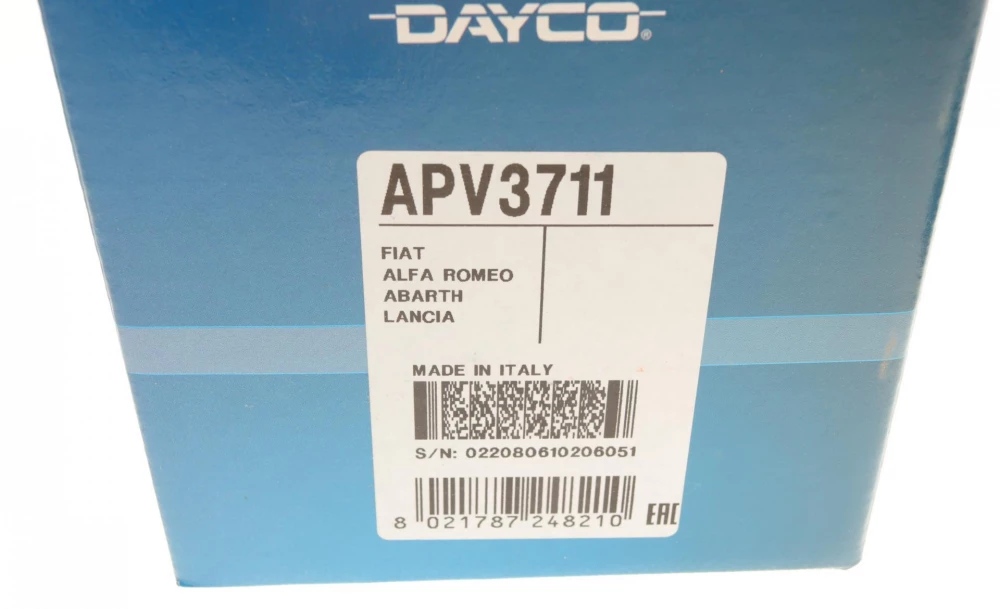 DAYCO®
APV3711
FIAT
ALFA ROMEO
ABARTH
LANCIA
MADE IN ITALY
S/N: 022080610206051
8 021787 248210
EAC